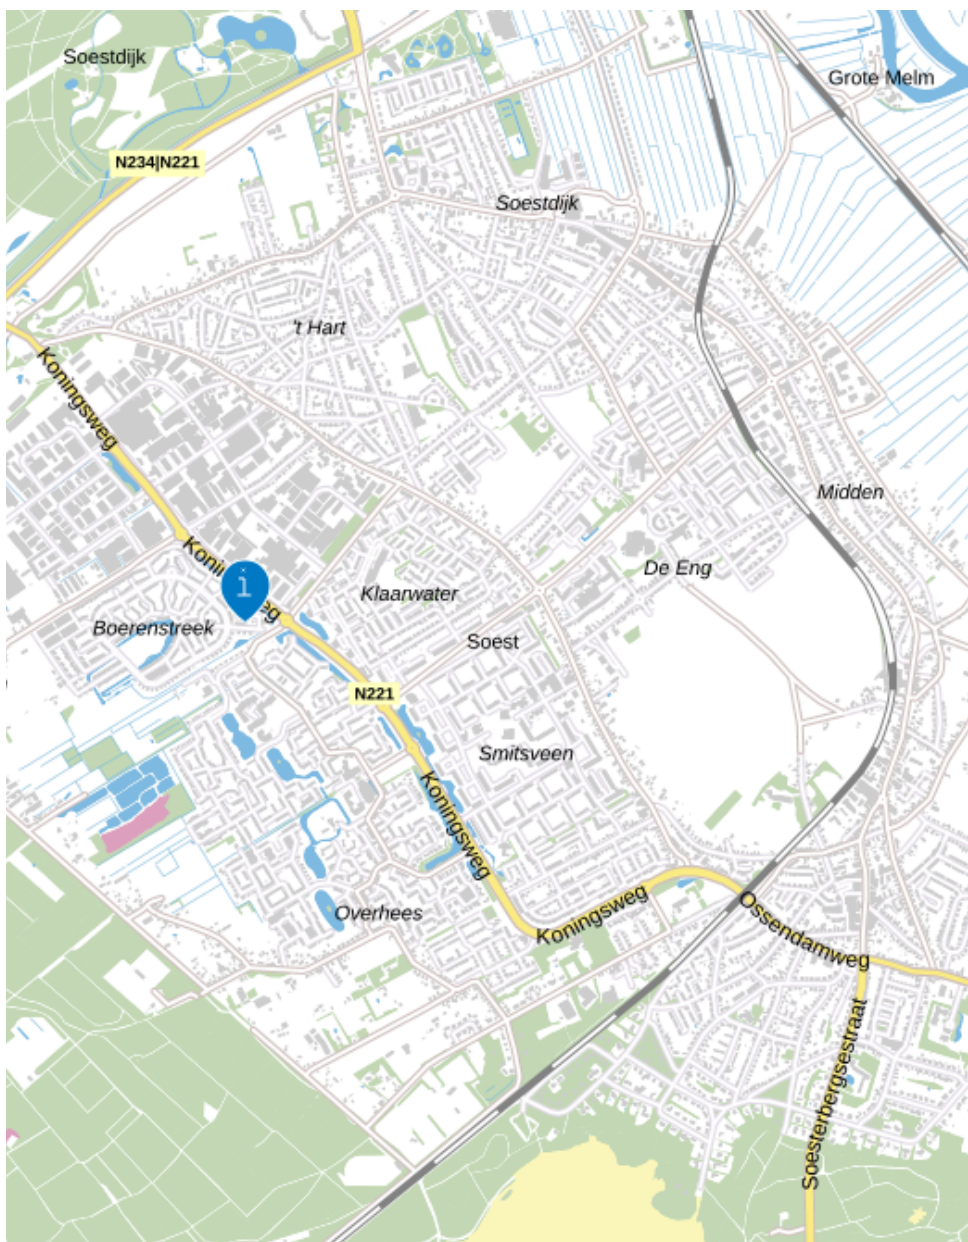 Soestdijk
Grote Melm
N234|N221
Soestdijk
't Hart
Koningsweg
Midden
Koningsweg
De Eng
i
Klaarwater
Boerenstreek
Soest
N221
Smitsveen
Koningsweg
Overhees
Koningsweg
Ossendamweg
Soesterbergsestraat